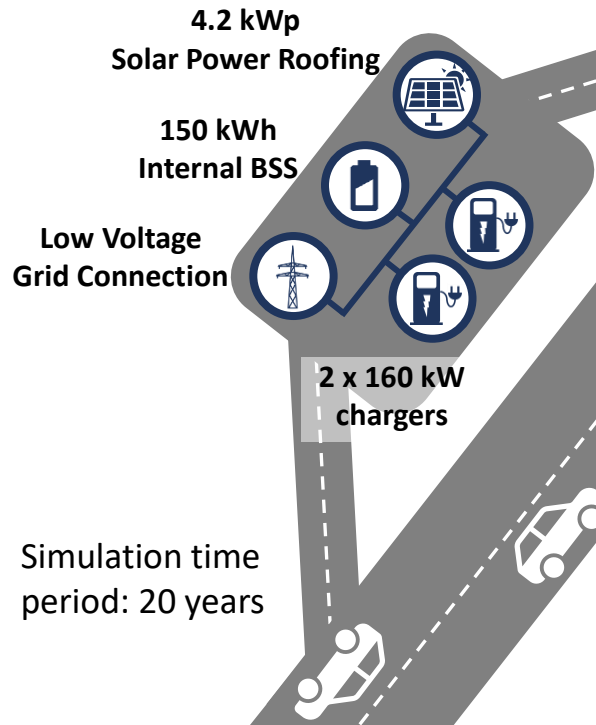 4.2 kWp
Solar Power Roofing
150 kWh
Internal BSS
Low Voltage
Grid Connection
2 x 160 kW
chargers
Simulation time
period: 20 years